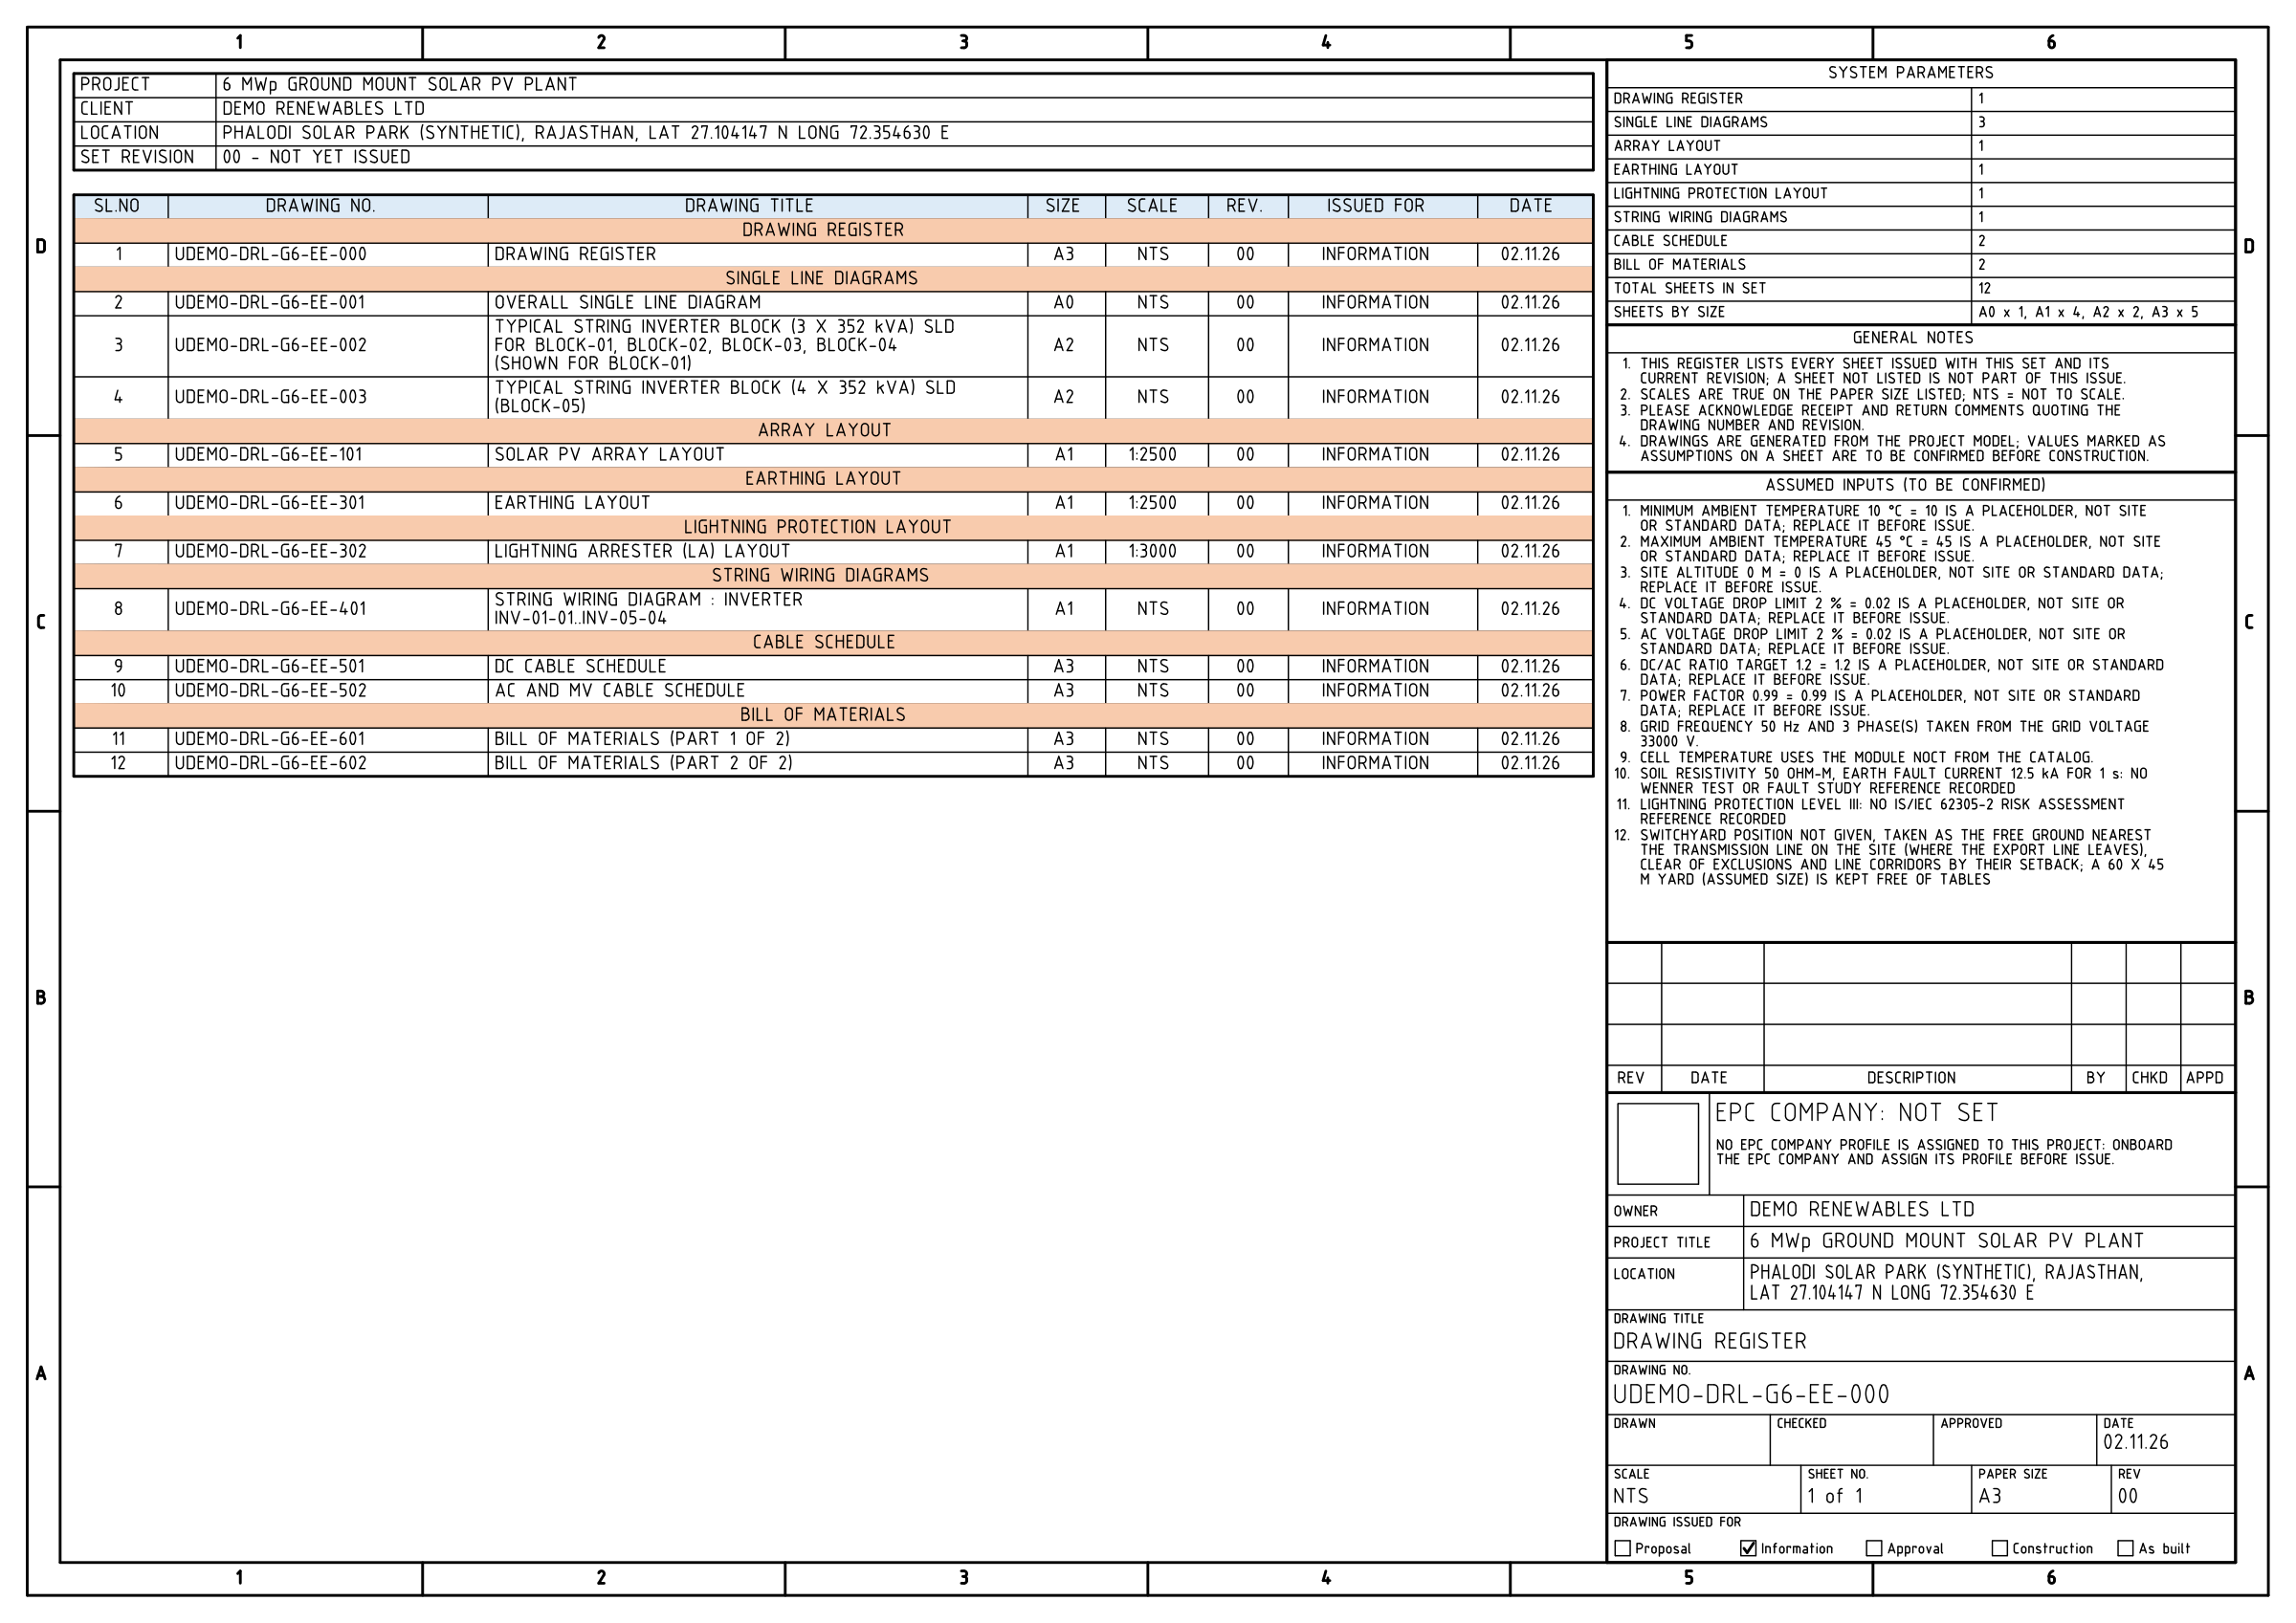 1 2 3 4 5 6
PROJECT 6 MWp GROUND MOUNT SOLAR PV PLANT
CLIENT DEMO RENEWABLES LTD
LOCATION PHALODI SOLAR PARK (SYNTHETIC), RAJASTHAN, LAT 27.104147 N LONG 72.354630 E
SET REVISION 00 - NOT YET ISSUED
SL.NO DRAWING NO. DRAWING TITLE SIZE SCALE REV. ISSUED FOR DATE
DRAWING REGISTER
1 UDEMO-DRL-G6-EE-000 DRAWING REGISTER A3 NTS 00 INFORMATION 02.11.26
SINGLE LINE DIAGRAMS
2 UDEMO-DRL-G6-EE-001 OVERALL SINGLE LINE DIAGRAM A0 NTS 00 INFORMATION 02.11.26
TYPICAL STRING INVERTER BLOCK (3 X 352 kVA) SLD
3 UDEMO-DRL-G6-EE-002 FOR BLOCK-01, BLOCK-02, BLOCK-03, BLOCK-04 A2 NTS 00 INFORMATION 02.11.26
(SHOWN FOR BLOCK-01)
TYPICAL STRING INVERTER BLOCK (4 X 352 kVA) SLD
4 UDEMO-DRL-G6-EE-003 A2 NTS 00 INFORMATION 02.11.26
(BLOCK-05)
ARRAY LAYOUT
5 UDEMO-DRL-G6-EE-101 SOLAR PV ARRAY LAYOUT A1 1:2500 00 INFORMATION 02.11.26
EARTHING LAYOUT
6 UDEMO-DRL-G6-EE-301 EARTHING LAYOUT A1 1:2500 00 INFORMATION 02.11.26
LIGHTNING PROTECTION LAYOUT
7 UDEMO-DRL-G6-EE-302 LIGHTNING ARRESTER (LA) LAYOUT A1 1:3000 00 INFORMATION 02.11.26
STRING WIRING DIAGRAMS
STRING WIRING DIAGRAM : INVERTER
8 UDEMO-DRL-G6-EE-401 A1 NTS 00 INFORMATION 02.11.26
INV-01-01..INV-05-04
CABLE SCHEDULE
9 UDEMO-DRL-G6-EE-501 DC CABLE SCHEDULE A3 NTS 00 INFORMATION 02.11.26
10 UDEMO-DRL-G6-EE-502 AC AND MV CABLE SCHEDULE A3 NTS 00 INFORMATION 02.11.26
BILL OF MATERIALS
11 UDEMO-DRL-G6-EE-601 BILL OF MATERIALS (PART 1 OF 2) A3 NTS 00 INFORMATION 02.11.26
12 UDEMO-DRL-G6-EE-602 BILL OF MATERIALS (PART 2 OF 2) A3 NTS 00 INFORMATION 02.11.26
SYSTEM PARAMETERS
DRAWING REGISTER 1
SINGLE LINE DIAGRAMS 3
ARRAY LAYOUT 1
EARTHING LAYOUT 1
LIGHTNING PROTECTION LAYOUT 1
STRING WIRING DIAGRAMS 1
CABLE SCHEDULE 2
BILL OF MATERIALS 2
TOTAL SHEETS IN SET 12
SHEETS BY SIZE A0 x 1, A1 x 4, A2 x 2, A3 x 5
GENERAL NOTES
1. THIS REGISTER LISTS EVERY SHEET ISSUED WITH THIS SET AND ITS
CURRENT REVISION; A SHEET NOT LISTED IS NOT PART OF THIS ISSUE.
2. SCALES ARE TRUE ON THE PAPER SIZE LISTED; NTS = NOT TO SCALE.
3. PLEASE ACKNOWLEDGE RECEIPT AND RETURN COMMENTS QUOTING THE
DRAWING NUMBER AND REVISION.
4. DRAWINGS ARE GENERATED FROM THE PROJECT MODEL; VALUES MARKED AS
ASSUMPTIONS ON A SHEET ARE TO BE CONFIRMED BEFORE CONSTRUCTION.
ASSUMED INPUTS (TO BE CONFIRMED)
1. MINIMUM AMBIENT TEMPERATURE 10 °C = 10 IS A PLACEHOLDER, NOT SITE
OR STANDARD DATA; REPLACE IT BEFORE ISSUE.
2. MAXIMUM AMBIENT TEMPERATURE 45 °C = 45 IS A PLACEHOLDER, NOT SITE
OR STANDARD DATA; REPLACE IT BEFORE ISSUE.
3. SITE ALTITUDE 0 M = 0 IS A PLACEHOLDER, NOT SITE OR STANDARD DATA;
REPLACE IT BEFORE ISSUE.
4. DC VOLTAGE DROP LIMIT 2 % = 0.02 IS A PLACEHOLDER, NOT SITE OR
STANDARD DATA; REPLACE IT BEFORE ISSUE.
5. AC VOLTAGE DROP LIMIT 2 % = 0.02 IS A PLACEHOLDER, NOT SITE OR
STANDARD DATA; REPLACE IT BEFORE ISSUE.
6. DC/AC RATIO TARGET 1.2 = 1.2 IS A PLACEHOLDER, NOT SITE OR STANDARD
DATA; REPLACE IT BEFORE ISSUE.
7. POWER FACTOR 0.99 = 0.99 IS A PLACEHOLDER, NOT SITE OR STANDARD
DATA; REPLACE IT BEFORE ISSUE.
8. GRID FREQUENCY 50 Hz AND 3 PHASE(S) TAKEN FROM THE GRID VOLTAGE
33000 V.
9. CELL TEMPERATURE USES THE MODULE NOCT FROM THE CATALOG.
10. SOIL RESISTIVITY 50 OHM-M, EARTH FAULT CURRENT 12.5 kA FOR 1 s: NO
WENNER TEST OR FAULT STUDY REFERENCE RECORDED
11. LIGHTNING PROTECTION LEVEL III: NO IS/IEC 62305-2 RISK ASSESSMENT
REFERENCE RECORDED
12. SWITCHYARD POSITION NOT GIVEN, TAKEN AS THE FREE GROUND NEAREST
THE TRANSMISSION LINE ON THE SITE (WHERE THE EXPORT LINE LEAVES),
CLEAR OF EXCLUSIONS AND LINE CORRIDORS BY THEIR SETBACK; A 60 X 45
M YARD (ASSUMED SIZE) IS KEPT FREE OF TABLES
REV DATE DESCRIPTION BY CHKD APPD
EPC COMPANY: NOT SET
NO EPC COMPANY PROFILE IS ASSIGNED TO THIS PROJECT: ONBOARD
THE EPC COMPANY AND ASSIGN ITS PROFILE BEFORE ISSUE.
OWNER DEMO RENEWABLES LTD
PROJECT TITLE 6 MWp GROUND MOUNT SOLAR PV PLANT
LOCATION PHALODI SOLAR PARK (SYNTHETIC), RAJASTHAN,
LAT 27.104147 N LONG 72.354630 E
DRAWING TITLE
DRAWING REGISTER
DRAWING NO.
UDEMO-DRL-G6-EE-000
DRAWN CHECKED APPROVED DATE
02.11.26
SCALE SHEET NO. PAPER SIZE REV
NTS 1 of 1 A3 00
DRAWING ISSUED FOR
Proposal Information Approval Construction As built
D D
C C
B B
A A
1 2 3 4 5 6